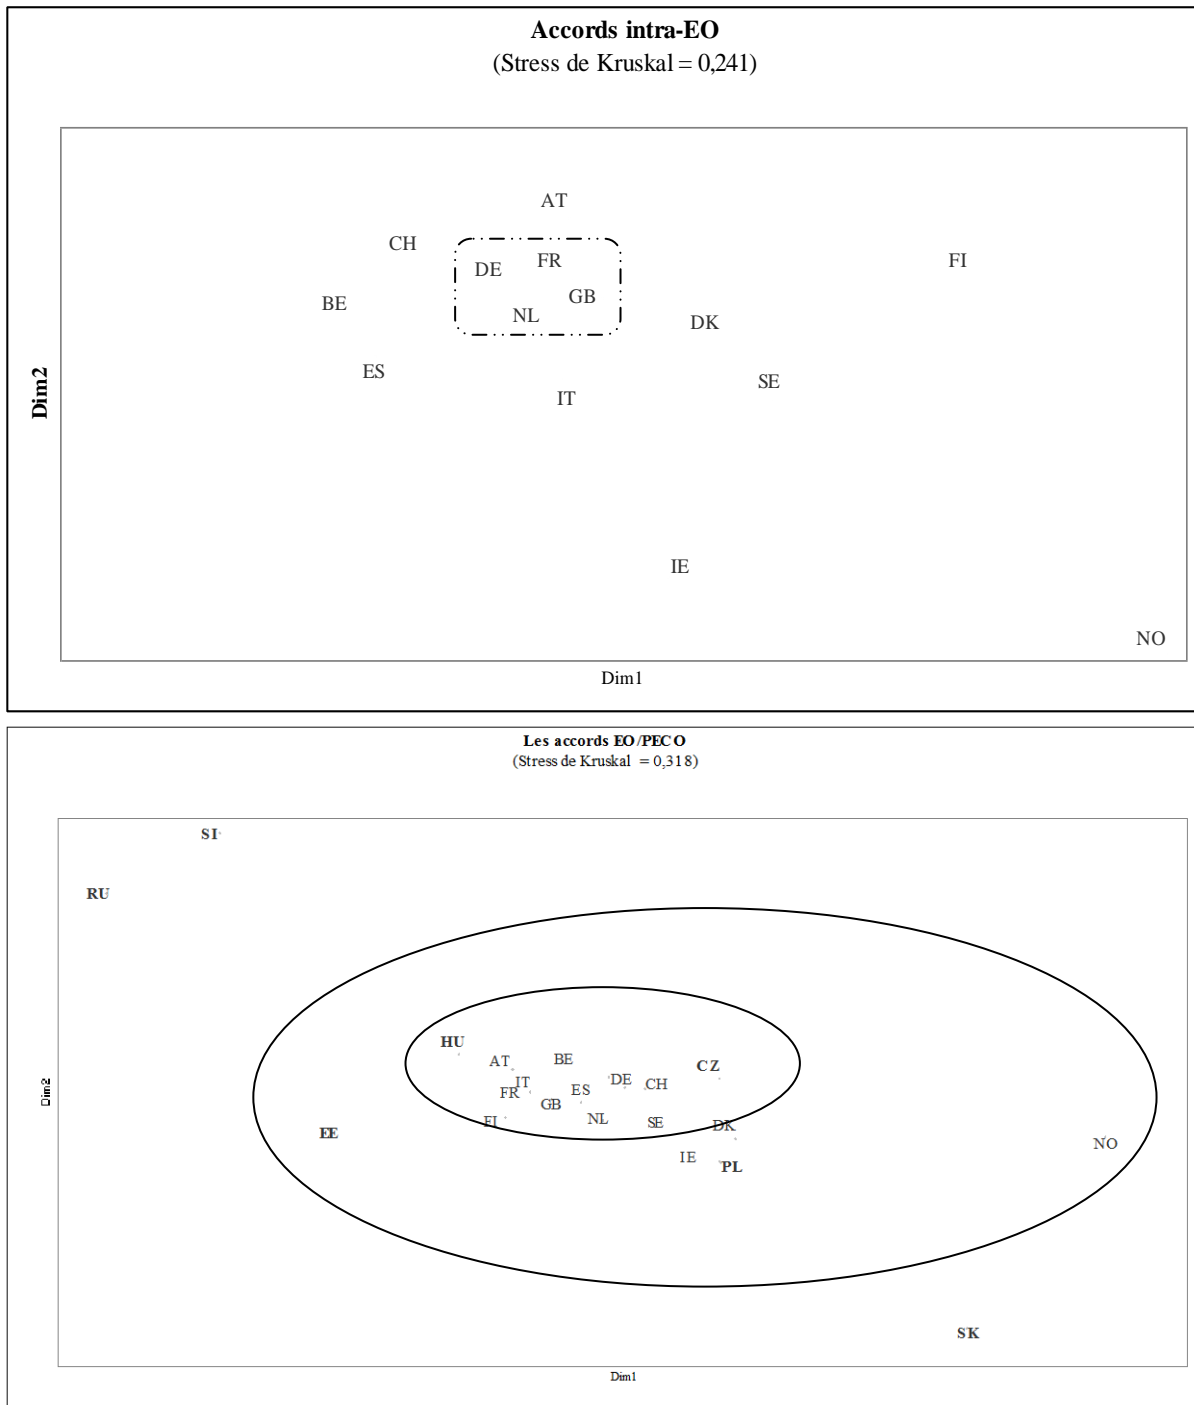 Accords intra-EO
(Stress de Kruskal = 0,241)
AT
CH
FR
FI
DE
GB
BE
NL
DK
ES
SE
IT
Dim2
IE
NO
Dim1
Les accords EO/PECO
(Stress de Kruskal = 0,318)
SI
RU
HU
AT
BE
CZ
IT
DE
CH
FR
ES
GB
FI
NL
SE
DK
EE
NO
IE
PL
Dim2
SK
Dim1